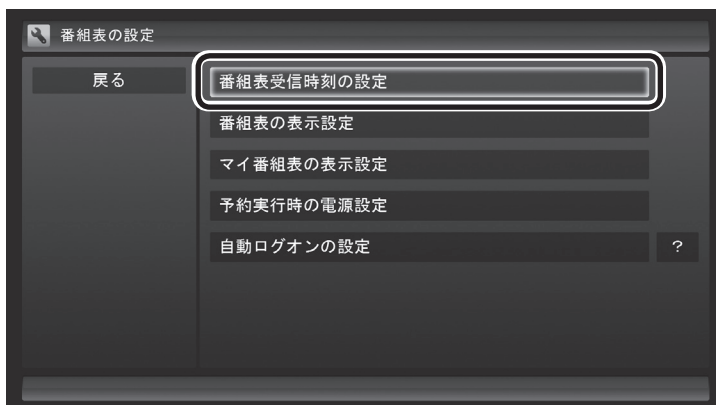 番組表の設定
戻る
番組表受信時刻の設定
番組表の表示設定
マイ番組表の表示設定
予約実行時の電源設定
自動ログオンの設定
?